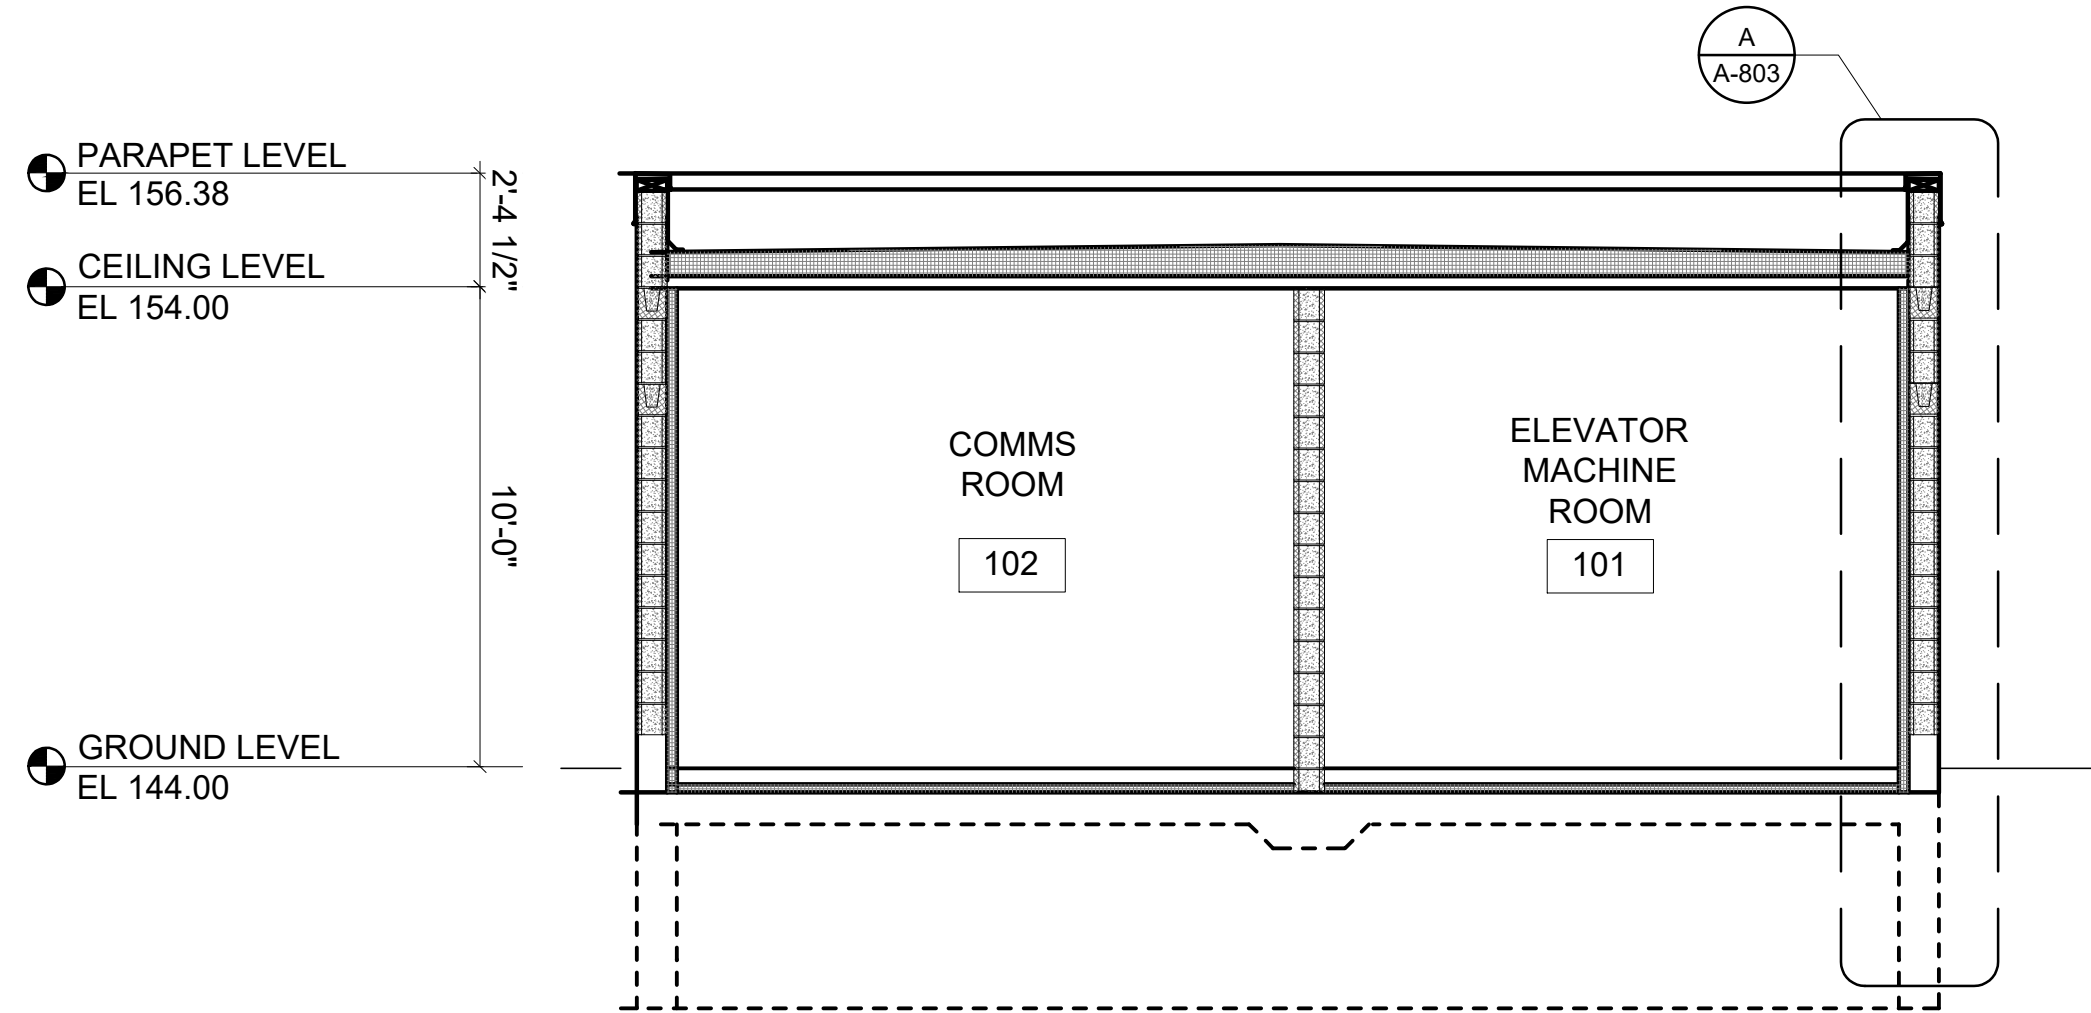 A
A-803
PARAPET LEVEL
EL 156.38
2'-4 1/2"
CEILING LEVEL
EL 154.00
COMMS
ROOM
102
ELEVATOR
MACHINE
ROOM
101
10'-0"
GROUND LEVEL
EL 144.00